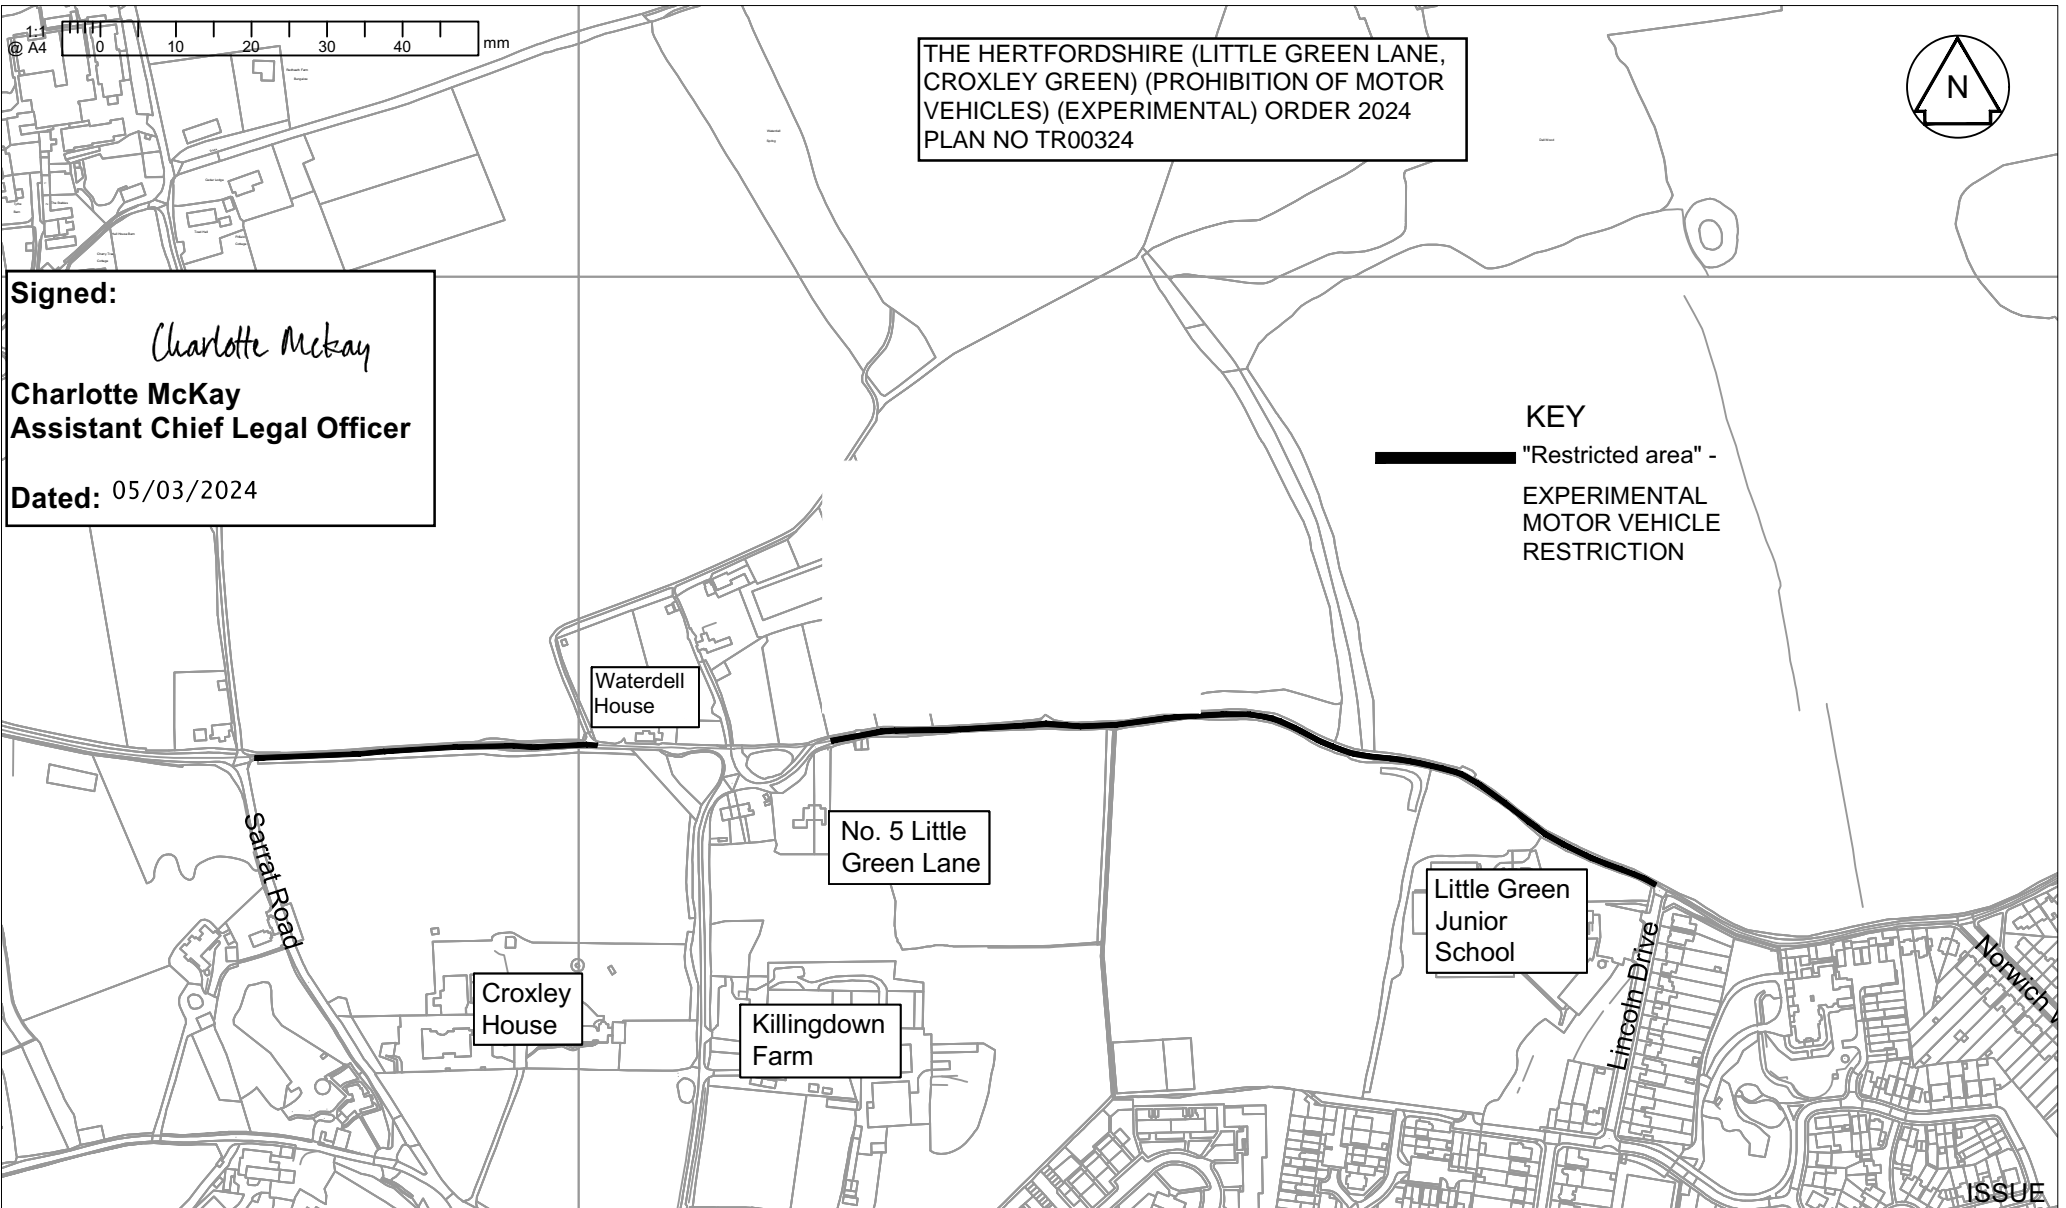 1:1
@ A4
0 10 20 30 40 mm
THE HERTFORDSHIRE (LITTLE GREEN LANE,
CROXLEY GREEN) (PROHIBITION OF MOTOR
VEHICLES) (EXPERIMENTAL) ORDER 2024
PLAN NO TR00324
N
Signed:
Charlotte McKay
Charlotte McKay
Assistant Chief Legal Officer
Dated: 05/03/2024
KEY
"Restricted area" -
EXPERIMENTAL
MOTOR VEHICLE
RESTRICTION
Waterdell
House
No. 5 Little
Green Lane
Sarrat Road
Little Green
Junior
School
Lincoln Drive
Norwich
Croxley
House
Killingdown
Farm
ISSUE